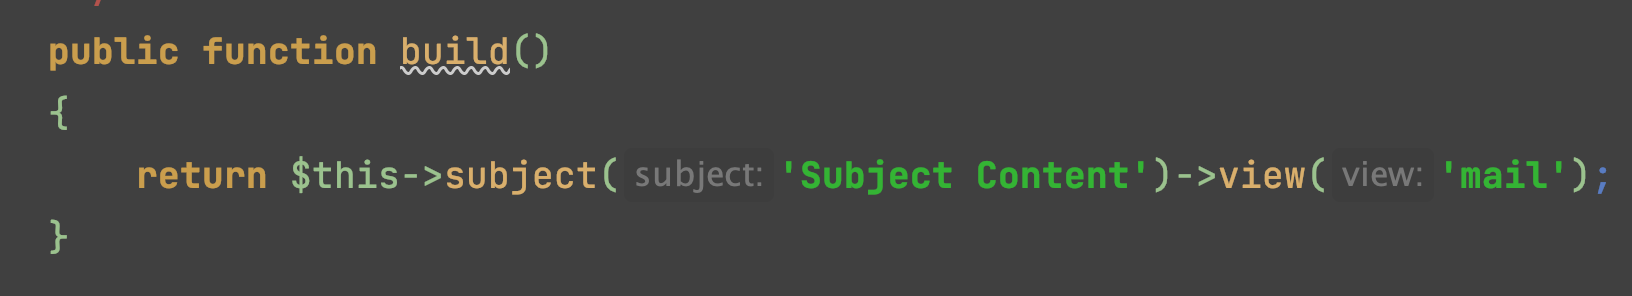 public function build()
{
return $this->subject( subject: 'Subject Content')->view( view: 'mail');
}